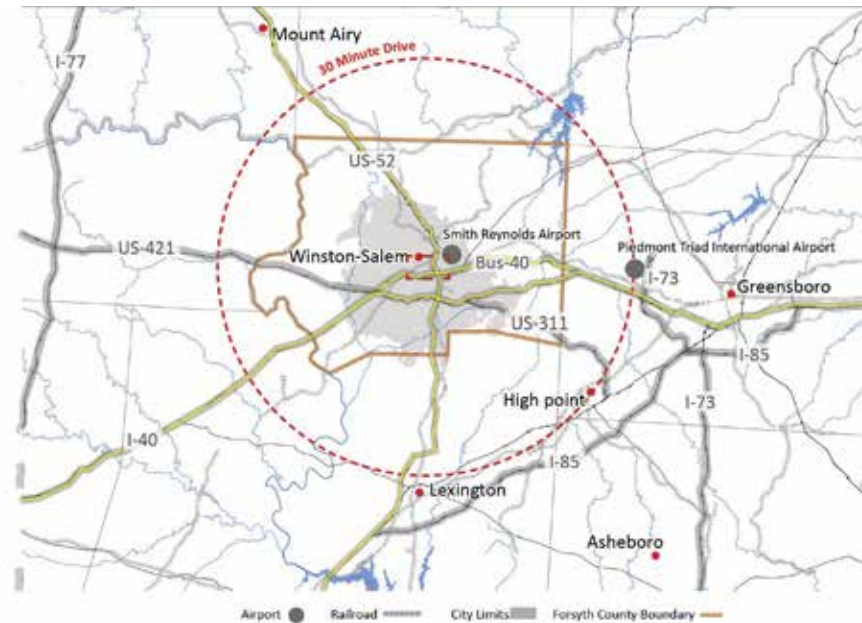 Mount Airy
I-77
30 Minute Drive
US-52
Smith Reynolds Airport
US-421
Winston-Salem
Bus-40
Piedmont Triad International Airport
I-73
Greensboro
US-311
I-85
High point
I-73
I-40
I-85
Lexington
Asheboro
Airport Railroad City Limits Forsyth County Boundary